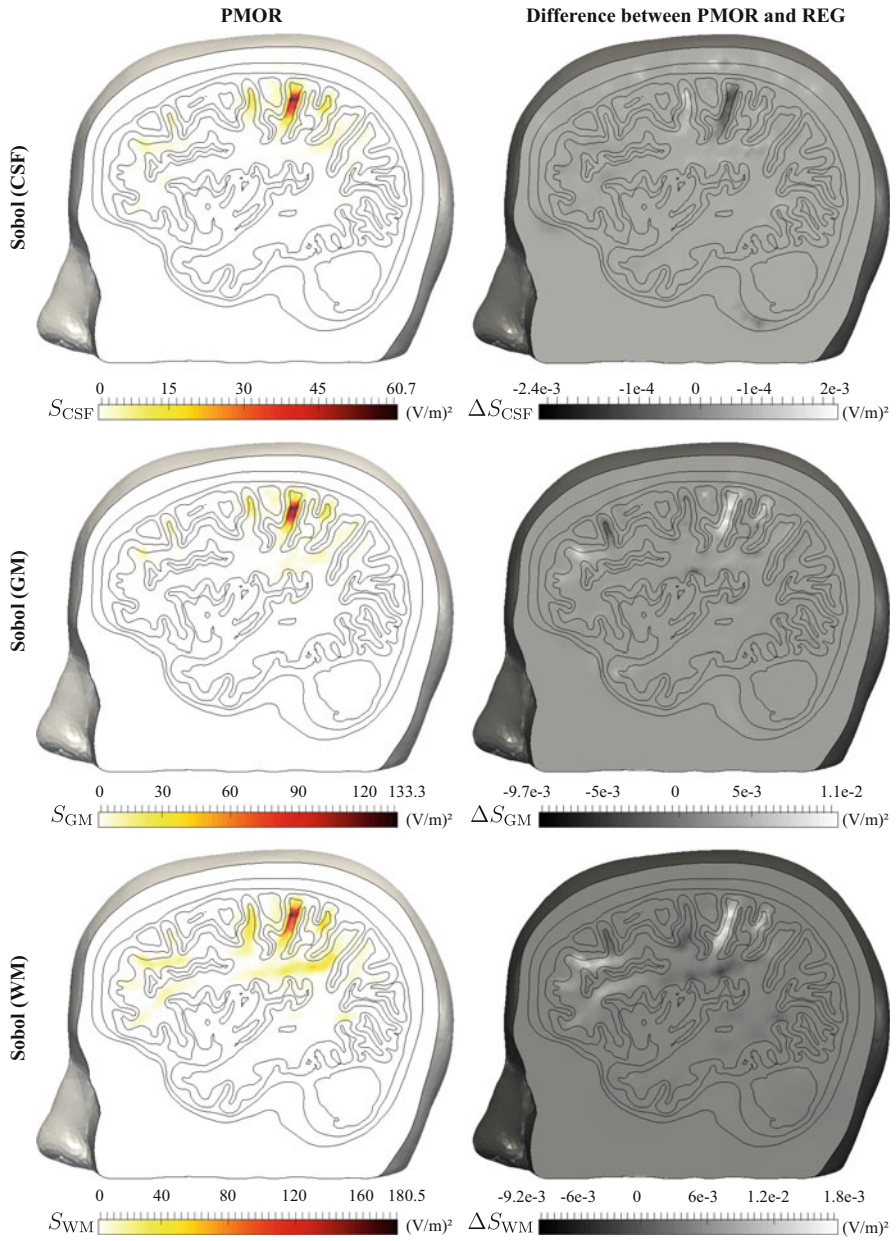 PMOR
Difference between PMOR and REG
Sobol (CSF)
0 15 30 45 60.7
S_CSF (V/m)²
-2.4e-3 -1e-4 -1e-4 2e-3
ΔS_CSF (V/m)²
Sobol (GM)
0 30 60 90 120 133.3
S_GM (V/m)²
-9.7e-3 -5e-3 0 5e-3 1.1e-2
ΔS_GM (V/m)²
Sobol (WM)
0 40 80 120 160 180.5
S_WM (V/m)²
-9.2e-3 -6e-3 0 6e-3 1.2e-2 1.8e-3
ΔS_WM (V/m)²